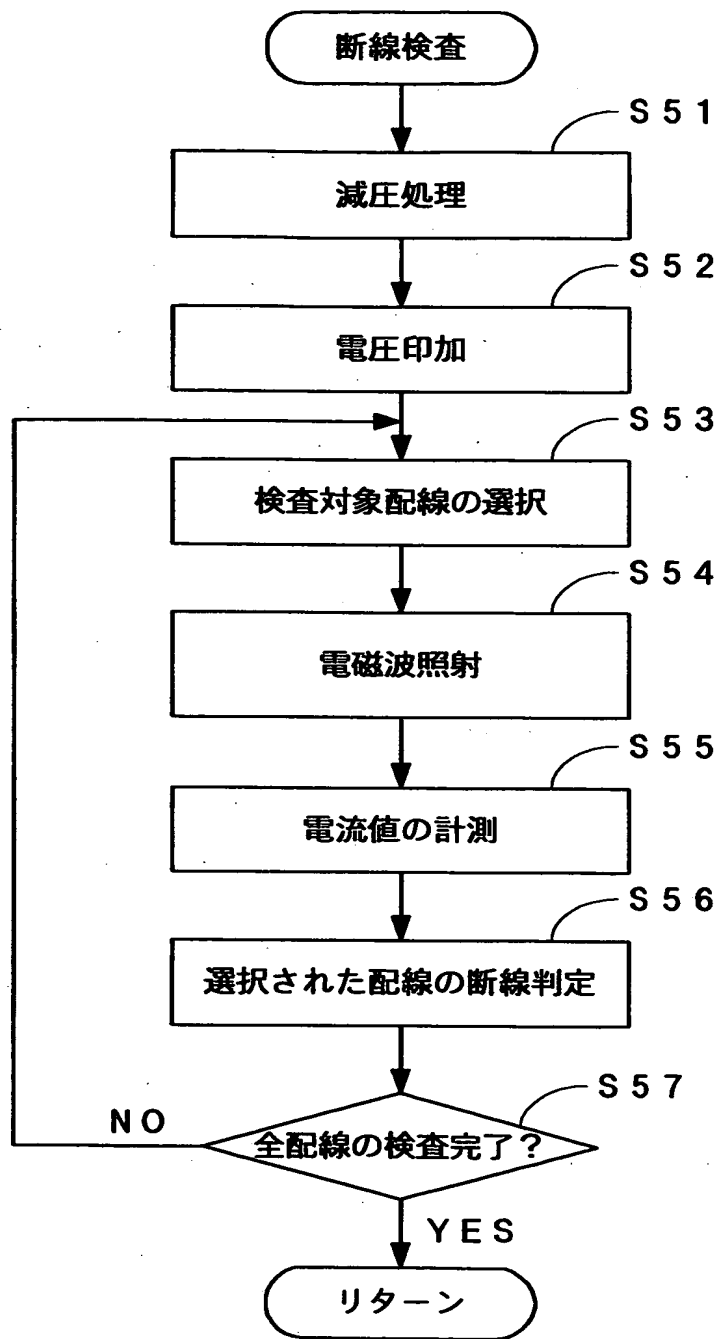 断線検査
S51
減圧処理
S52
電圧印加
S53
検査対象配線の選択
S54
電磁波照射
S55
電流値の計測
S56
選択された配線の断線判定
S57
NO
全配線の検査完了?
YES
リターン